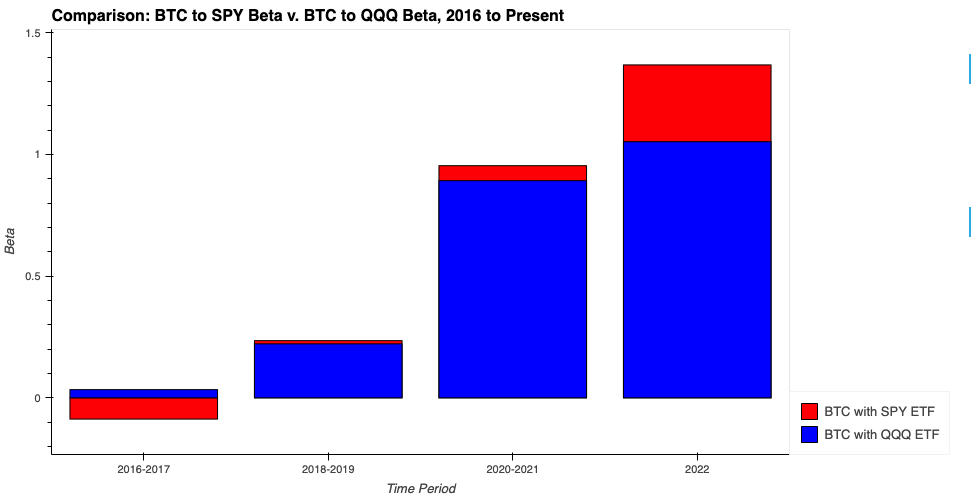 Comparison: BTC to SPY Beta v. BTC to QQQ Beta, 2016 to Present
1.5
1
0.5
0
Beta
2016-2017
2018-2019
2020-2021
2022
Time Period
BTC with SPY ETF
BTC with QQQ ETF